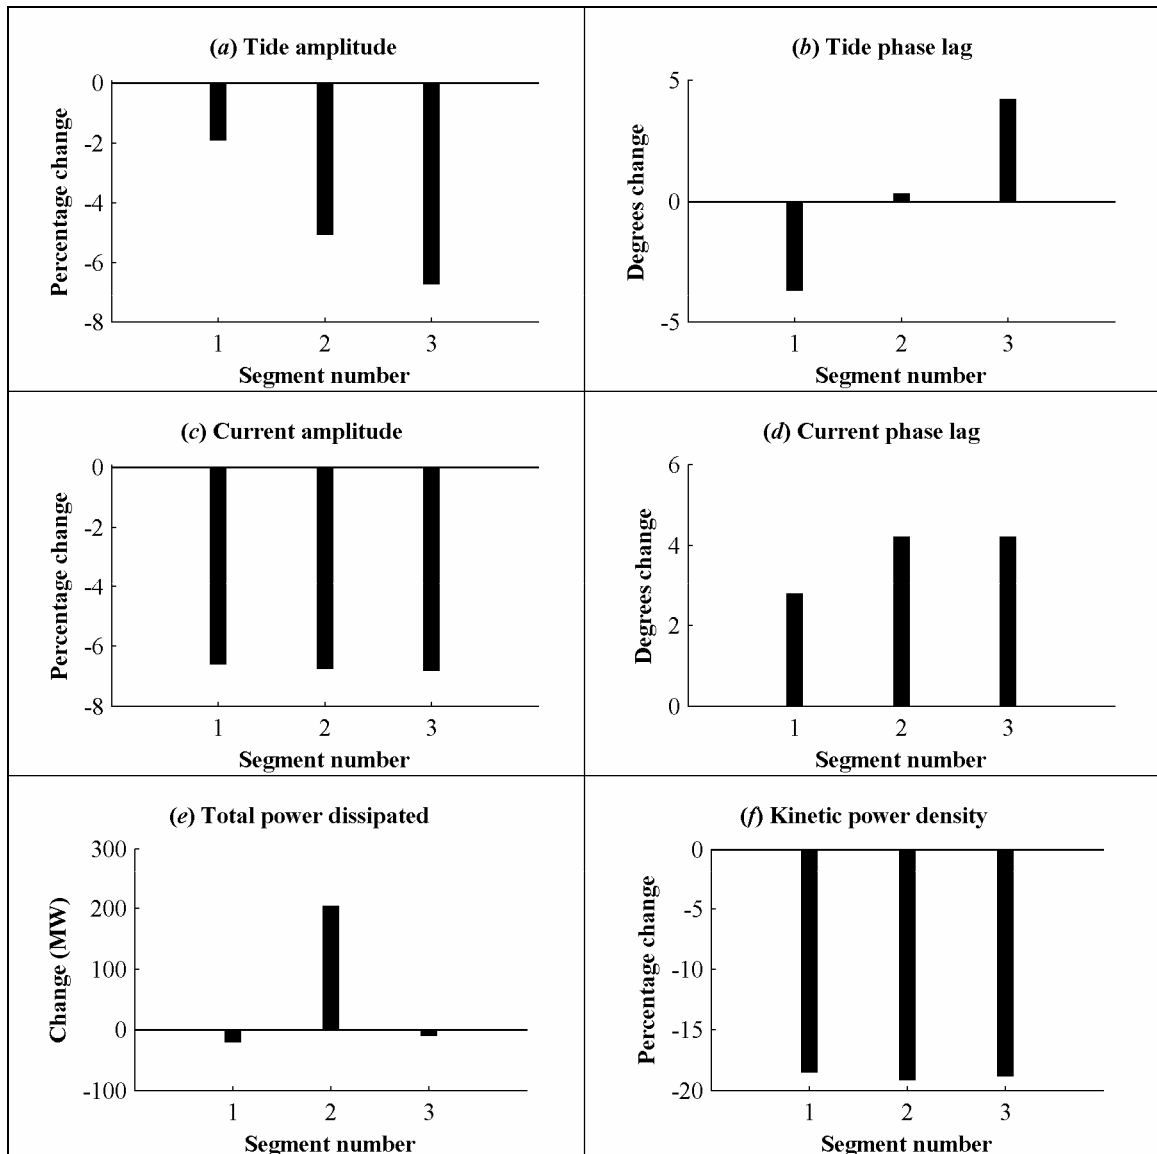 (a) Tide amplitude
Percentage change
0
-2
-4
-6
-8
1 2 3
Segment number
(b) Tide phase lag
Degrees change
5
0
-5
1 2 3
Segment number
(c) Current amplitude
Percentage change
0
-2
-4
-6
-8
1 2 3
Segment number
(d) Current phase lag
Degrees change
6
4
2
0
1 2 3
Segment number
(e) Total power dissipated
Change (MW)
300
200
100
0
-100
1 2 3
Segment number
(f) Kinetic power density
Percentage change
0
-5
-10
-15
-20
1 2 3
Segment number